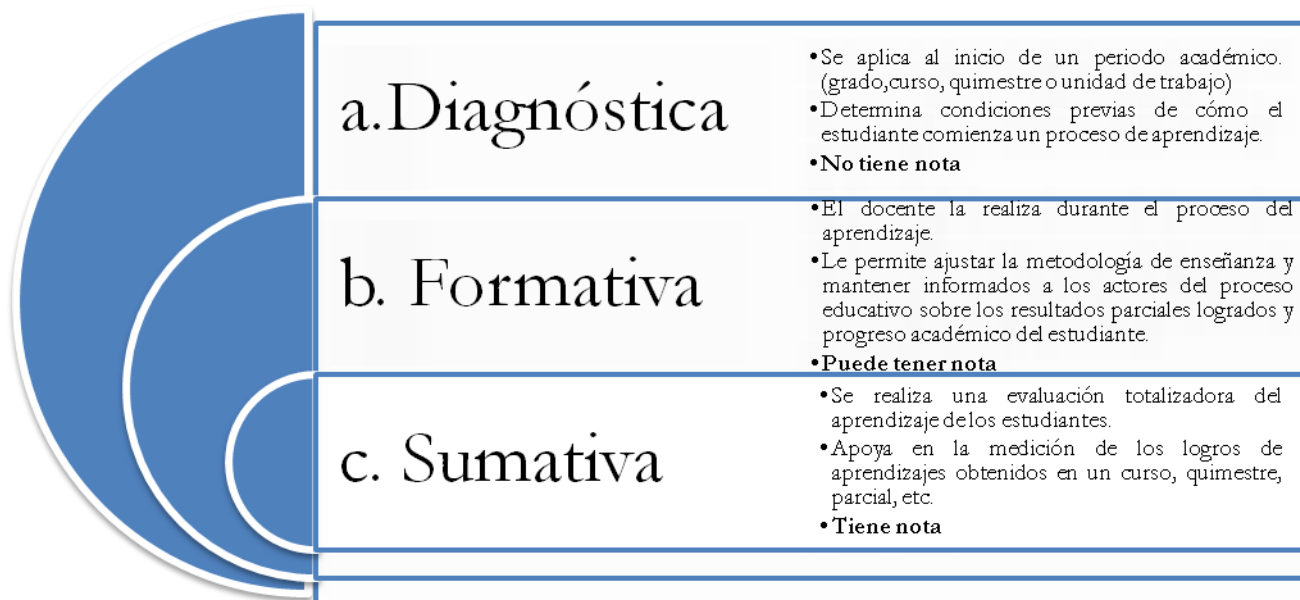 a.Diagnóstica
•Se aplica al inicio de un periodo académico.
(grado,curso, quimestre o unidad de trabajo)
•Determina condiciones previas de cómo el
estudiante comienza un proceso de aprendizaje.
•No tiene nota
b. Formativa
•El docente la realiza durante el proceso del
aprendizaje.
•Le permite ajustar la metodología de enseñanza y
mantener informados a los actores del proceso
educativo sobre los resultados parciales logrados y
progreso académico del estudiante.
•Puede tener nota
c. Sumativa
•Se realiza una evaluación totalizadora del
aprendizaje de los estudiantes.
•Apoya en la medición de los logros de
aprendizajes obtenidos en un curso, quimestre,
parcial, etc.
•Tiene nota